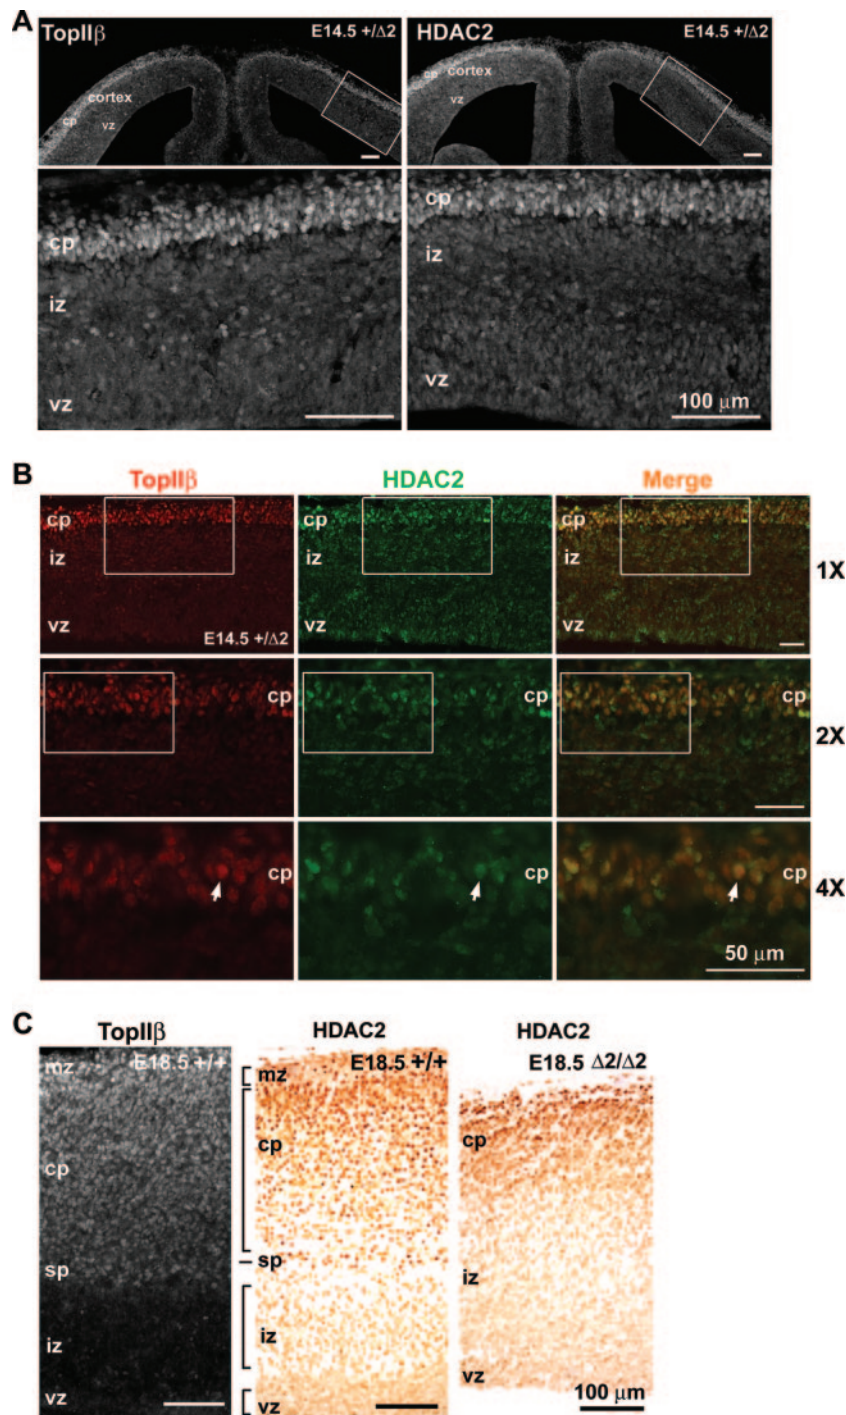 A
TopIIβ
E14.5 +/Δ2
HDAC2
E14.5 +/Δ2
cortex
cp
vz
cortex
cp
vz
cp
iz
vz
cp
iz
vz
100 μm
B
TopIIβ
HDAC2
Merge
cp
iz
vz
E14.5 +/Δ2
cp
iz
vz
cp
iz
vz
1X
cp
cp
cp
2X
cp
cp
cp
4X
50 μm
C
TopIIβ
HDAC2
HDAC2
mz
E18.5 +/+
mz
E18.5 +/+
E18.5 Δ2/Δ2
cp
cp
cp
sp
sp
iz
iz
iz
vz
vz
vz
100 μm